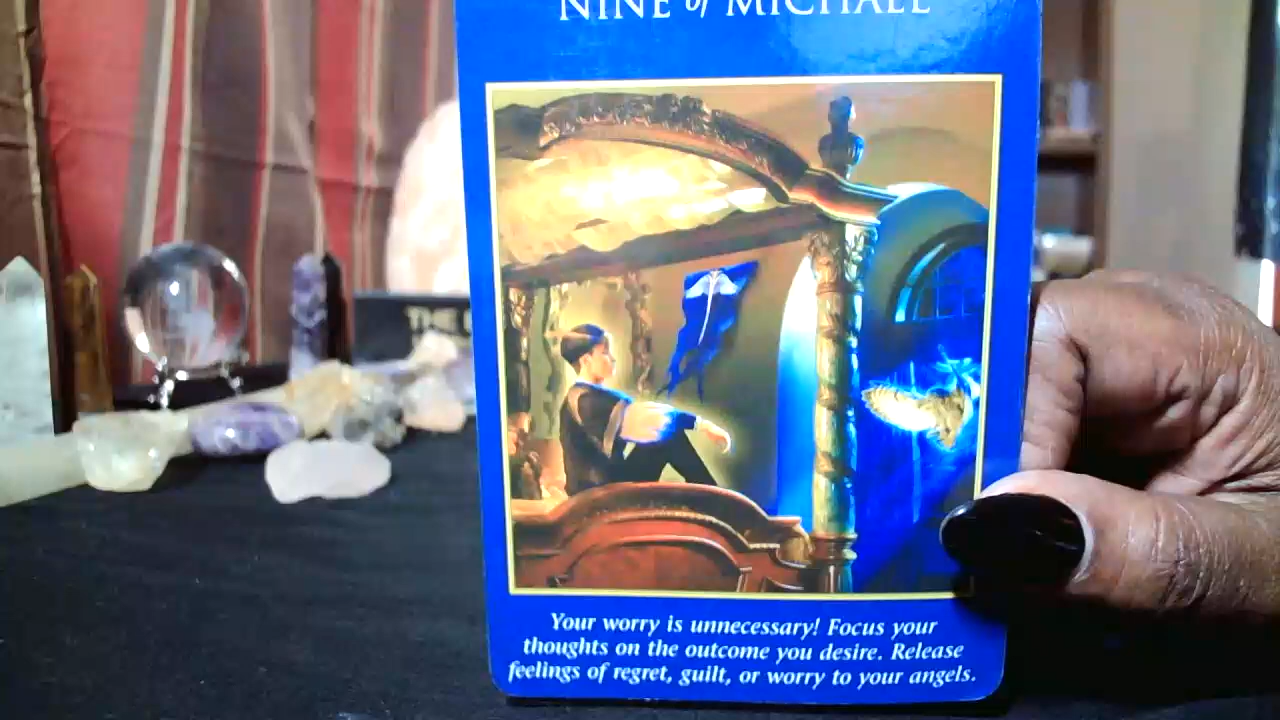 NINE of MICHAEL
THE
Your worry is unnecessary! Focus your
thoughts on the outcome you desire. Release
feelings of regret, guilt, or worry to your angels.